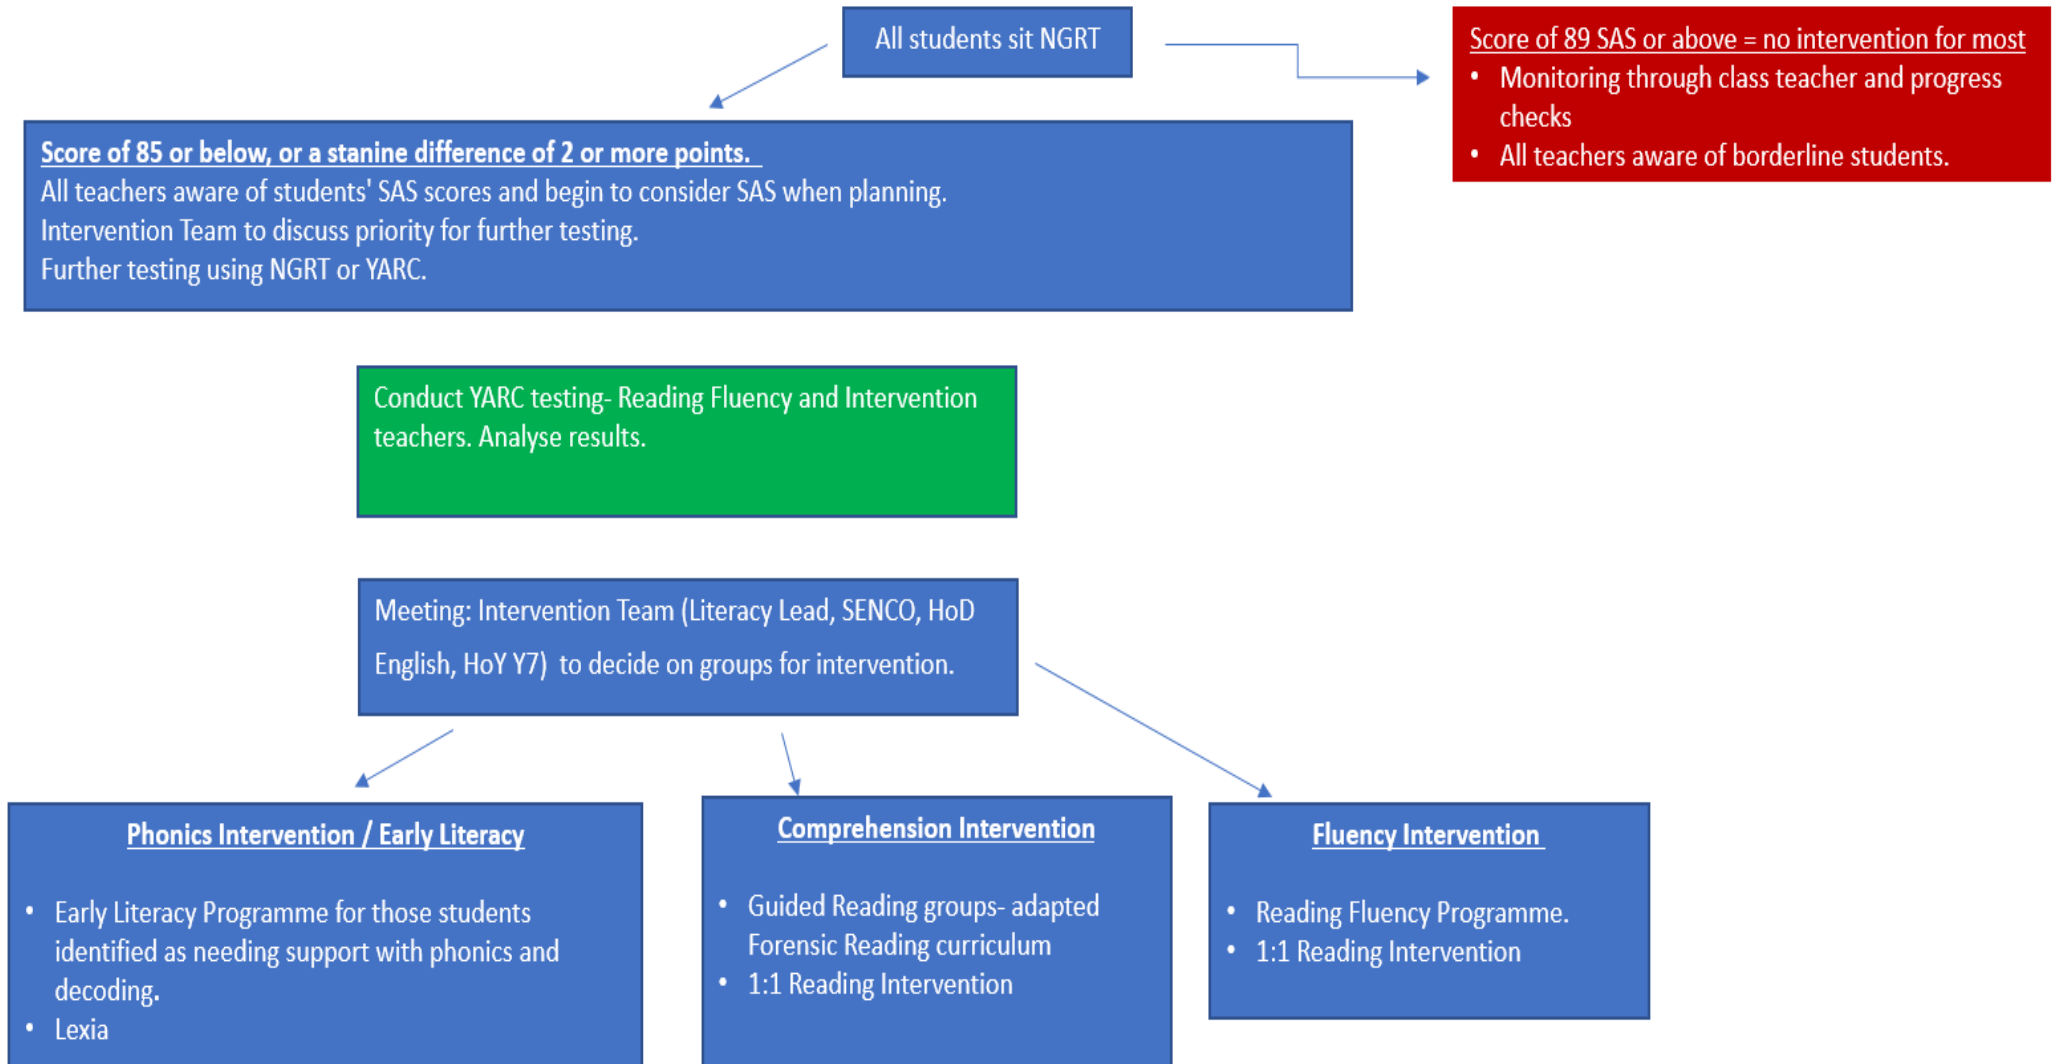 All students sit NGRT
Score of 89 SAS or above = no intervention for most
• Monitoring through class teacher and progress
checks
• All teachers aware of borderline students.
Score of 85 or below, or a stanine difference of 2 or more points.
All teachers aware of students' SAS scores and begin to consider SAS when planning.
Intervention Team to discuss priority for further testing.
Further testing using NGRT or YARC.
Conduct YARC testing- Reading Fluency and Intervention
teachers. Analyse results.
Meeting: Intervention Team (Literacy Lead, SENCO, HoD
English, HoY Y7) to decide on groups for intervention.
Phonics Intervention / Early Literacy
• Early Literacy Programme for those students
identified as needing support with phonics and
decoding.
• Lexia
Comprehension Intervention
• Guided Reading groups- adapted
Forensic Reading curriculum
• 1:1 Reading Intervention
Fluency Intervention
• Reading Fluency Programme.
• 1:1 Reading Intervention